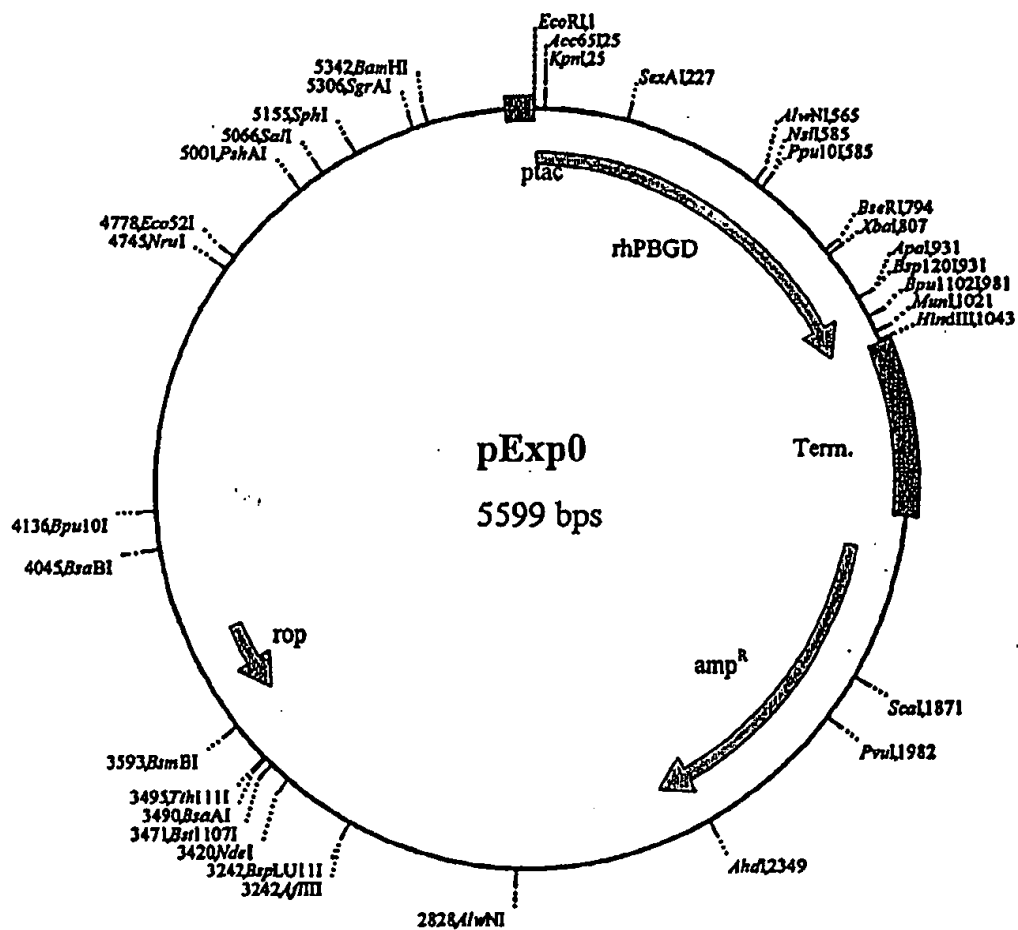 EcoRI,1
Acc65I,25
KpnI,25
SexAI,227
AlwNI,565
NsiI,585
Ppu10I,585
BseRI,794
XbaI,807
ApaI,931
Bsp120I,931
Bpu1102I,981
MunI,1021
HindIII,1043
5342,BamHI
5306,SgrAI
5155,SphI
5066,SalI
5001,PshAI
4778,Eco52I
4745,NruI
ptac
rhPBGD
Term.
pExp0
5599 bps
4136,Bpu10I
4045,BsaBI
rop
amp^R
ScaI,1871
PvuI,1982
AhdI,2349
3593,BsmBI
3495,Tth111I
3490,BsaAI
3471,Bst1107I
3420,NdeI
3242,BspLU11I
3242,AflIII
2828,AlwNI